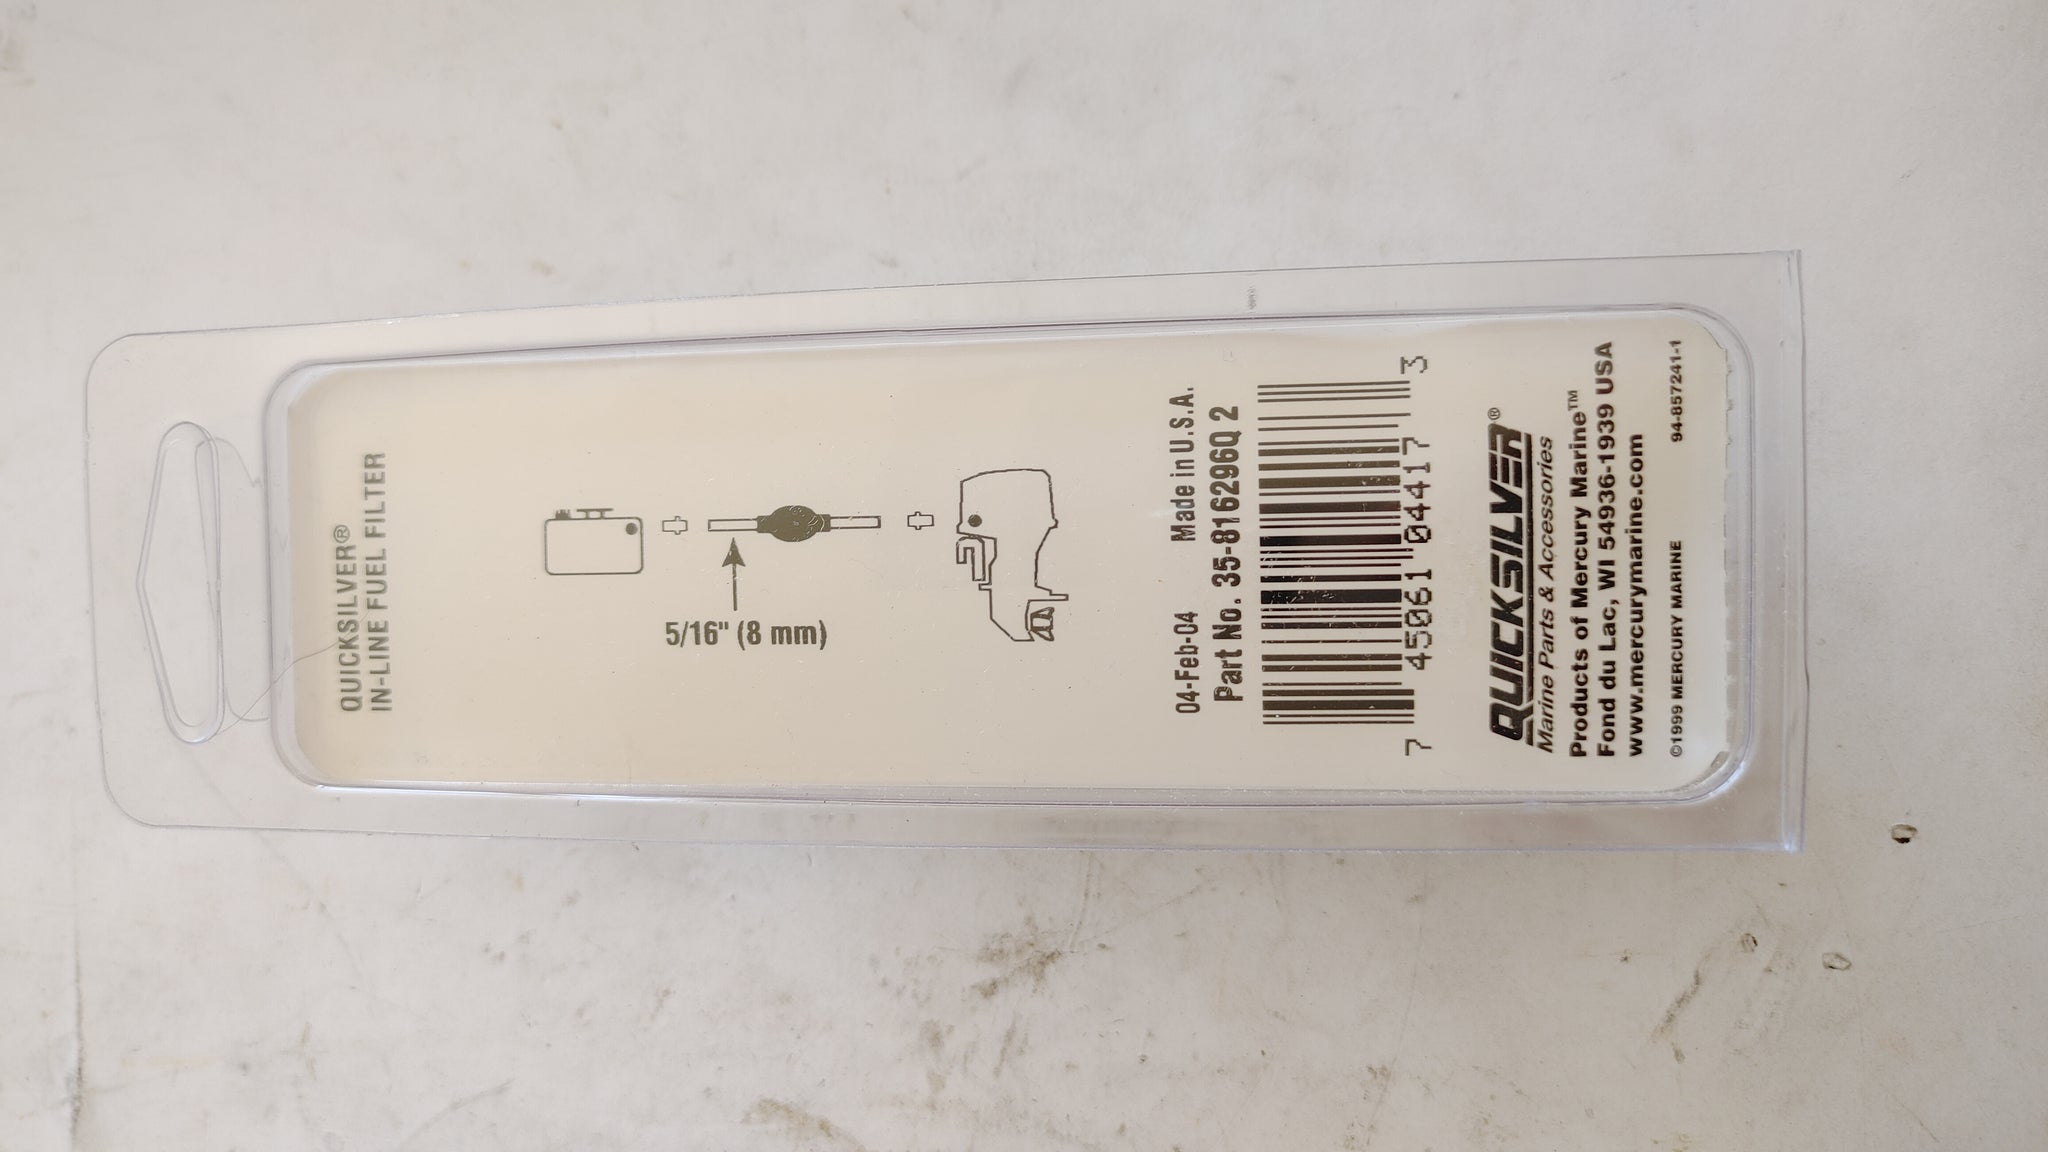 QUICKSILVER®
IN-LINE FUEL FILTER
5/16" (8 mm)
04-Feb-04 Made in U.S.A.
Part No. 35-816296Q 2
7 45061 04417 3
QUICKSILVER®
Marine Parts & Accessories
Products of Mercury Marine™
Fond du Lac, WI 54936-1939 USA
www.mercurymarine.com
©1999 MERCURY MARINE 94-857241-1